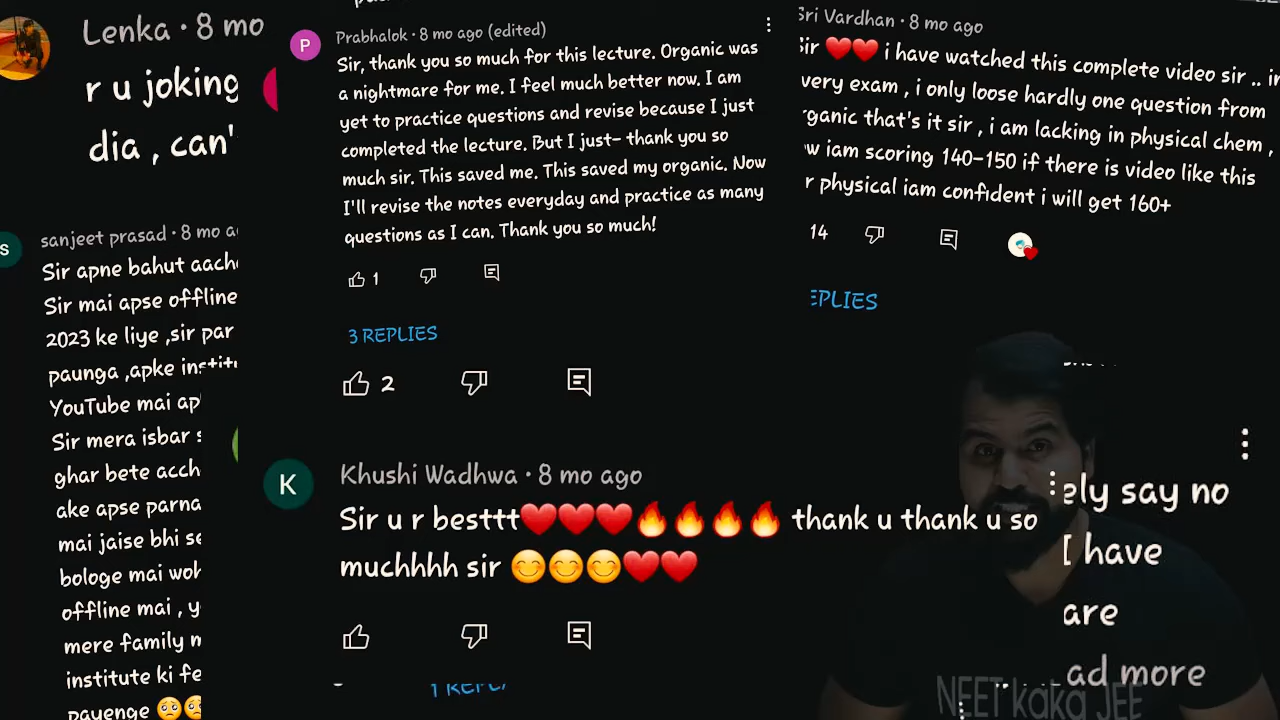 Lenka · 8 mo
r u joking
dia , can'
sanjeet prasad · 8 mo a
Sir apne bahut aach
Sir mai apse offline
2023 ke liye ,sir par
paunga ,apke instit
YouTube mai ap
Sir mera isbar s
ghar bete acch
ake apse parna
mai jaise bhi se
bologe mai woh
offline mai , y
mere family m
institute ki fe
payenge 🥺🥺
P
Prabhalok · 8 mo ago (edited)
Sir, thank you so much for this lecture. Organic was
a nightmare for me. I feel much better now. I am
yet to practice questions and revise because I just
completed the lecture. But I just- thank you so
much sir. This saved me. This saved my organic. Now
I'll revise the notes everyday and practice as many
questions as I can. Thank you so much!
1
3 REPLIES
2
K
Khushi Wadhwa · 8 mo ago
Sir u r besttt❤️❤️❤️🔥🔥🔥🔥 thank u thank u so
muchhhh sir 😊😊😊❤️❤️
1 REPL
Sri Vardhan · 8 mo ago
Sir ❤️❤️ i have watched this complete video sir .. in
very exam , i only loose hardly one question from
rganic that's it sir , i am lacking in physical chem ,
w iam scoring 140-150 if there is video like this
r physical iam confident i will get 160+
14
EPLIES
ely say no
I have
are
ad more
NEET kaka JEE